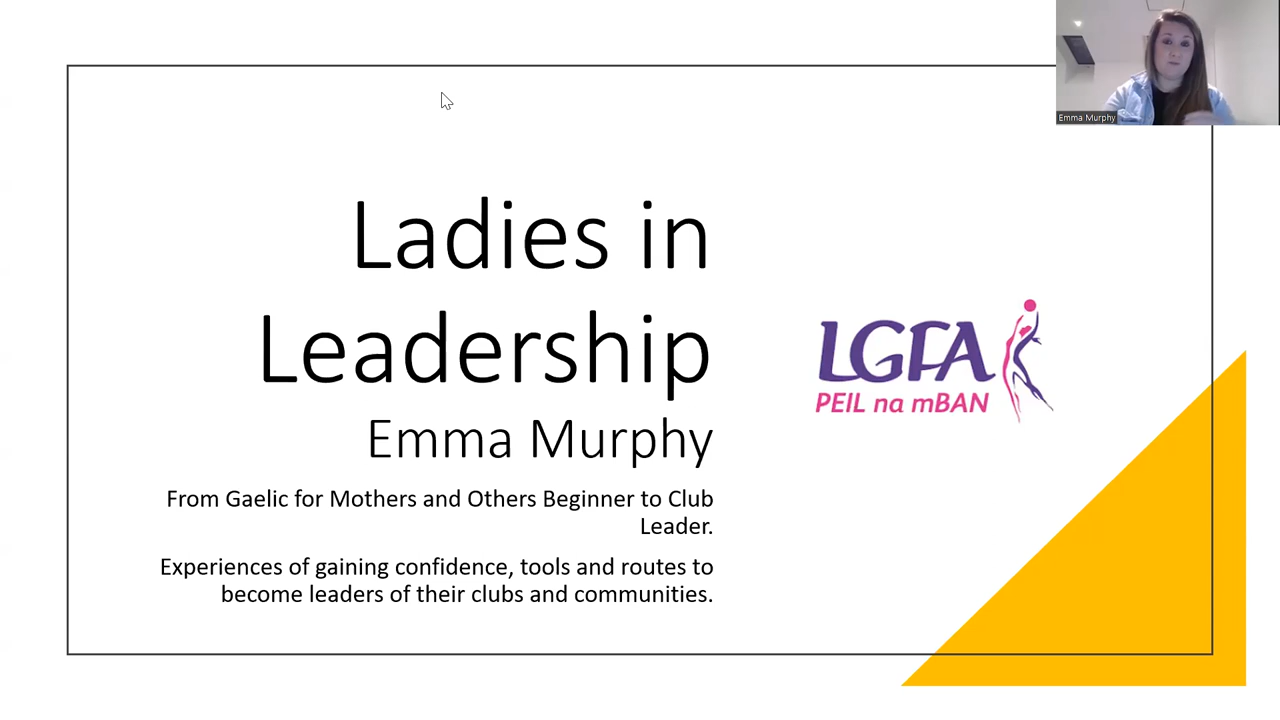 Emma Murphy
Ladies in
Leadership
Emma Murphy
From Gaelic for Mothers and Others Beginner to Club
Leader.
Experiences of gaining confidence, tools and routes to
become leaders of their clubs and communities.
LGFA
PEIL na mBAN